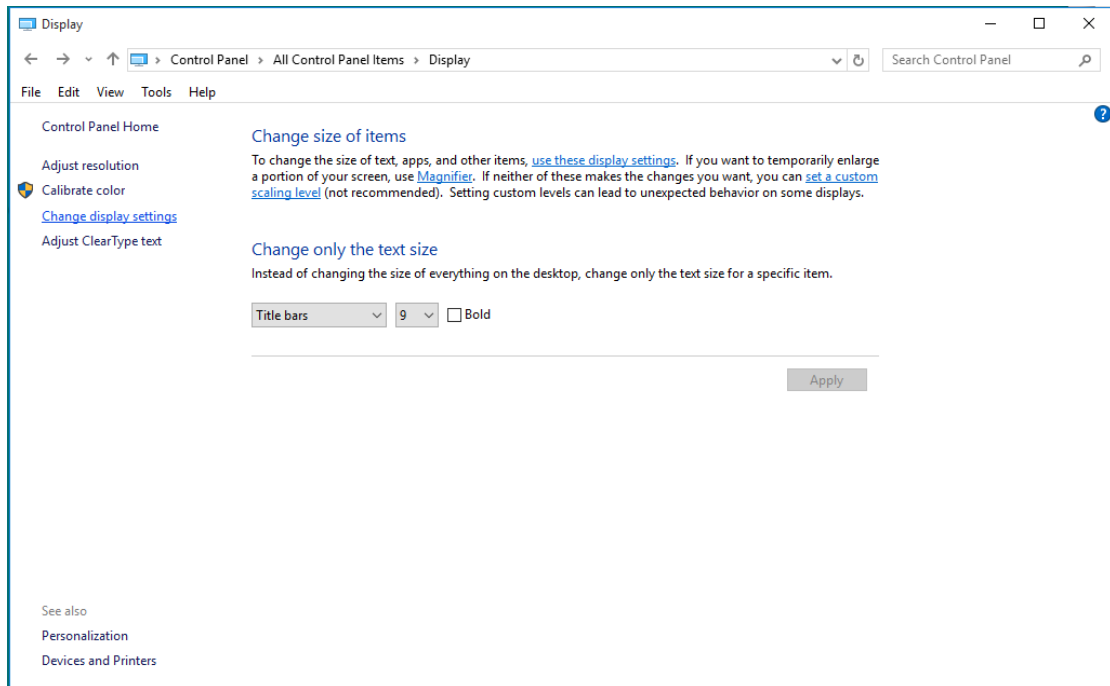 Display
Control Panel > All Control Panel Items > Display
Search Control Panel
File Edit View Tools Help
Control Panel Home
Adjust resolution
Calibrate color
Change display settings
Adjust ClearType text
Change size of items
To change the size of text, apps, and other items, use these display settings. If you want to temporarily enlarge
a portion of your screen, use Magnifier. If neither of these makes the changes you want, you can set a custom
scaling level (not recommended). Setting custom levels can lead to unexpected behavior on some displays.
Change only the text size
Instead of changing the size of everything on the desktop, change only the text size for a specific item.
Title bars 9 Bold
Apply
See also
Personalization
Devices and Printers